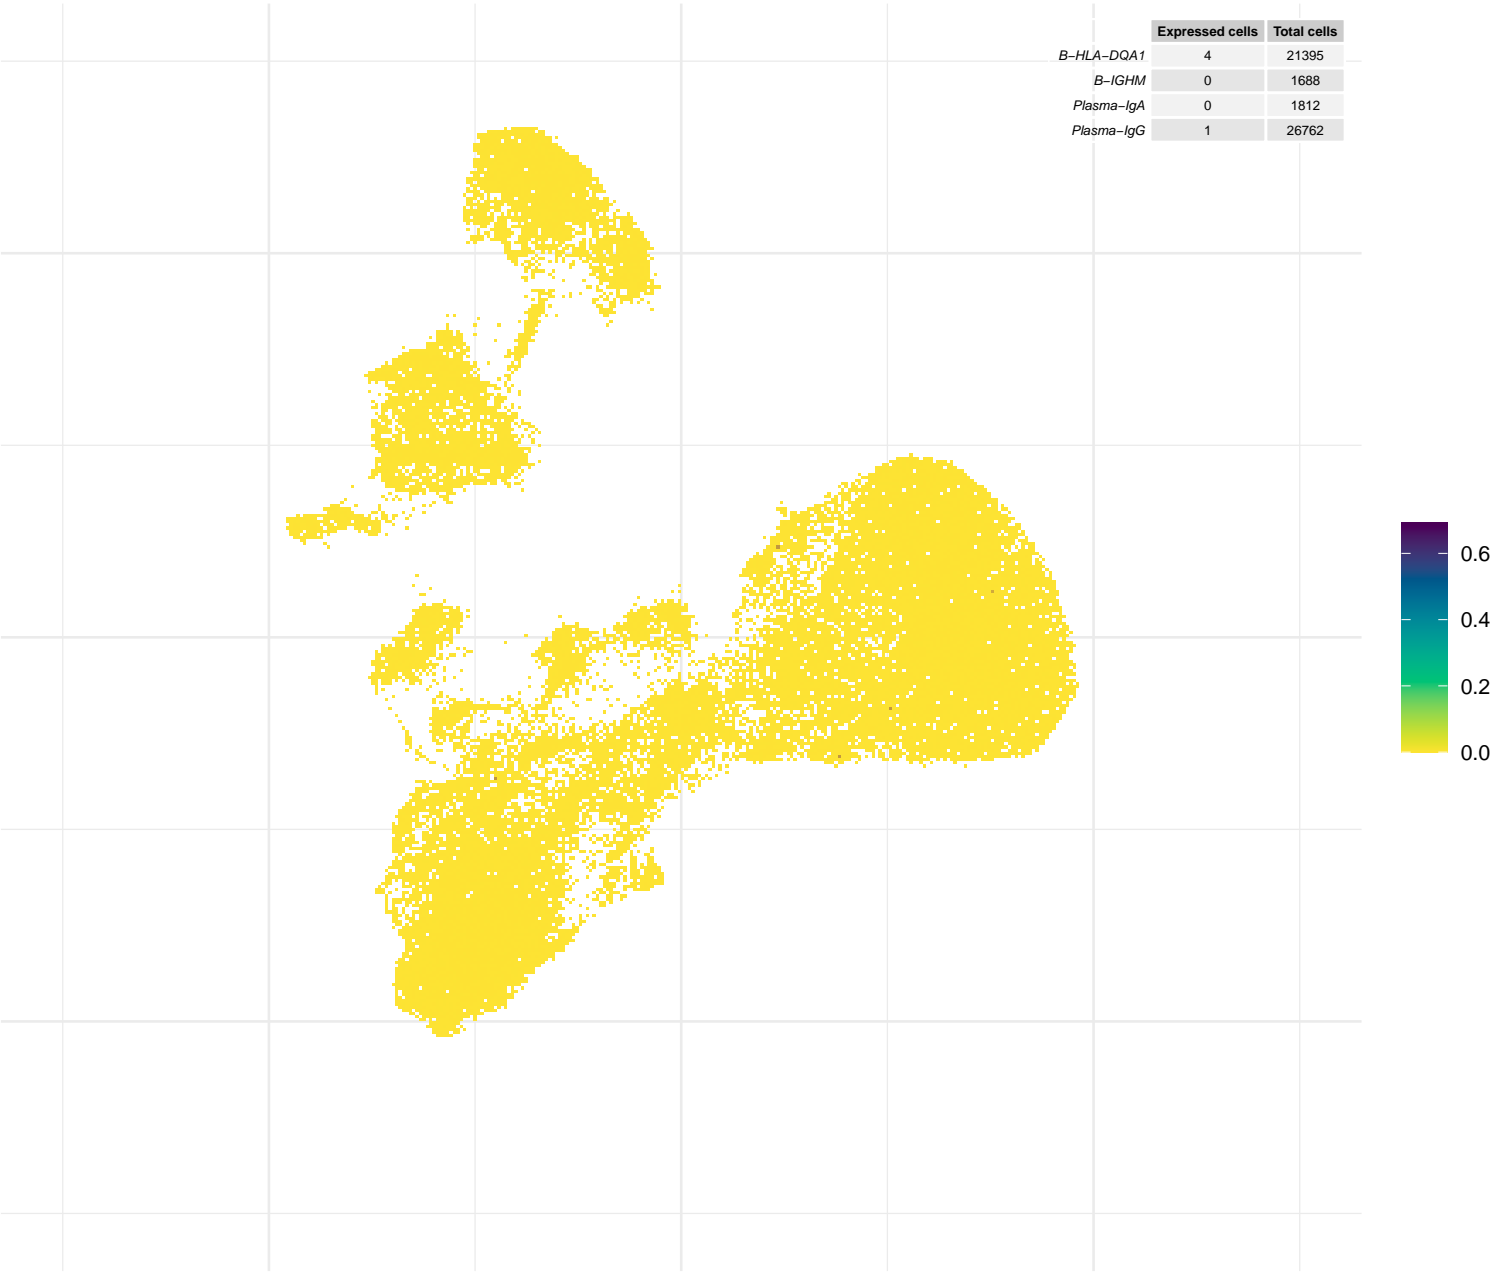 Expressed cells Total cells
B−HLA−DQA1 4 21395
B−IGHM 0 1688
Plasma−IgA 0 1812
Plasma−IgG 1 26762
0.6
0.4
0.2
0.0